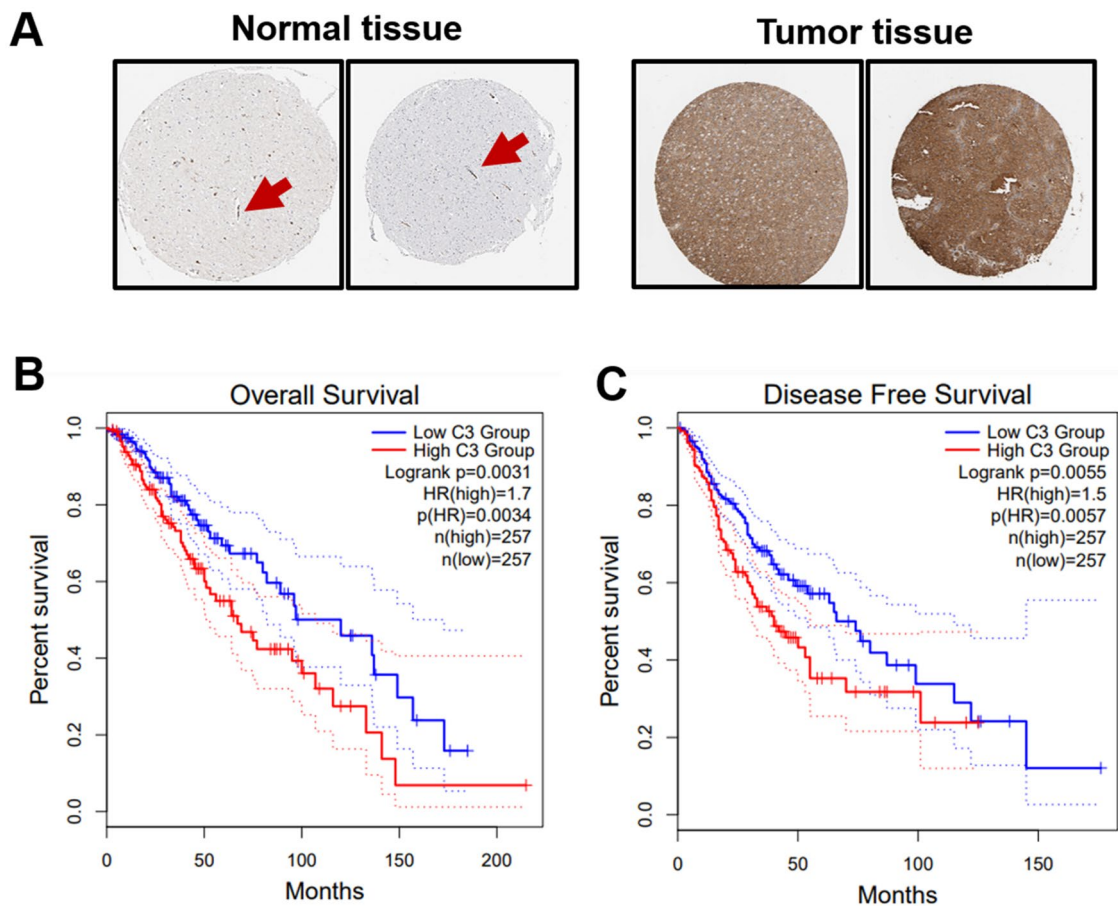 A
Normal tissue
Tumor tissue
B
Overall Survival
Low C3 Group
High C3 Group
Logrank p=0.0031
HR(high)=1.7
p(HR)=0.0034
n(high)=257
n(low)=257
Percent survival
1.0
0.8
0.6
0.4
0.2
0.0
0 50 100 150 200
Months
C
Disease Free Survival
Low C3 Group
High C3 Group
Logrank p=0.0055
HR(high)=1.5
p(HR)=0.0057
n(high)=257
n(low)=257
Percent survival
1.0
0.8
0.6
0.4
0.2
0.0
0 50 100 150
Months